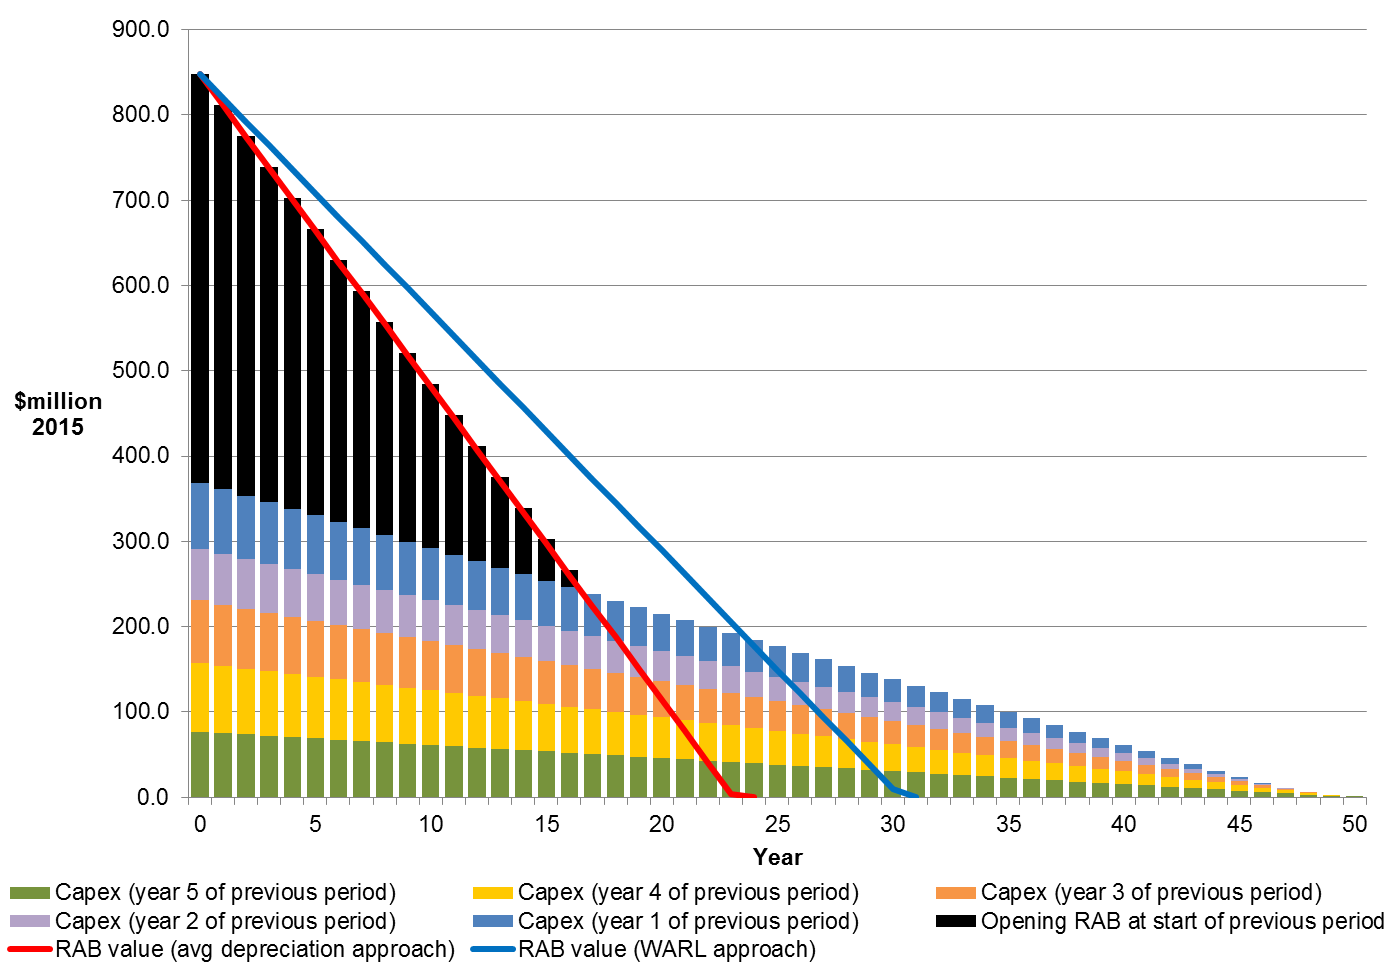 900.0
800.0
700.0
600.0
500.0
400.0
300.0
200.0
100.0
0.0
$million
2015
0 5 10 15 20 25 30 35 40 45 50
Year
Capex (year 5 of previous period) Capex (year 4 of previous period) Capex (year 3 of previous period)
Capex (year 2 of previous period) Capex (year 1 of previous period) Opening RAB at start of previous period
RAB value (avg depreciation approach) RAB value (WARL approach)